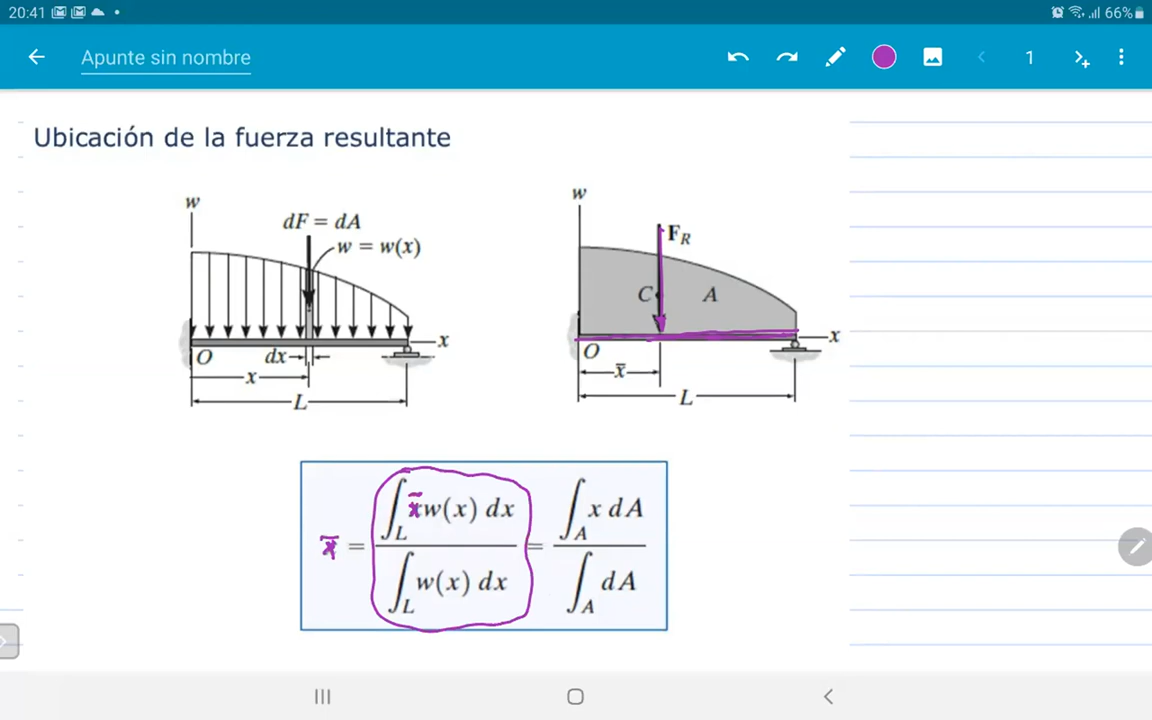 20:41
66%
Apunte sin nombre
1
Ubicación de la fuerza resultante
w
dF = dA
w = w(x)
O
dx
x
x
L
w
F_R
C
A
O
x
x̅
L
x̅ = ∫_L x̃ w(x) dx / ∫_L w(x) dx = ∫_A x dA / ∫_A dA